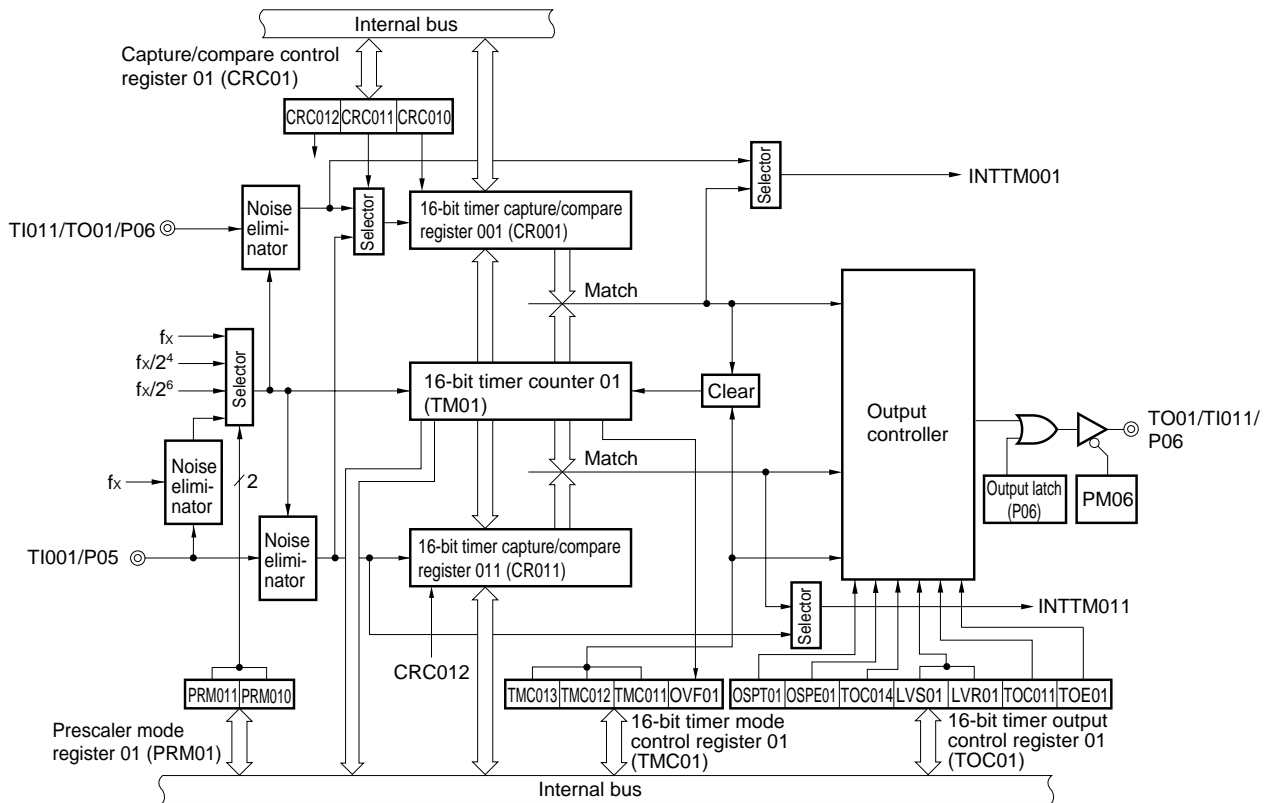 Internal bus
Capture/compare control
register 01 (CRC01)
CRC012 CRC011 CRC010
Selector
INTTM001
Noise
elimi-
nator
Selector
16-bit timer capture/compare
register 001 (CR001)
TI011/TO01/P06
Match
fX
fX/2⁴
fX/2⁶
Selector
16-bit timer counter 01
(TM01)
Clear
Output
controller
TO01/TI011/
P06
Noise
elimi-
nator
fX
2
Match
Output latch
(P06)
PM06
TI001/P05
Noise
elimi-
nator
16-bit timer capture/compare
register 011 (CR011)
Selector
INTTM011
CRC012
PRM011 PRM010
TMC013 TMC012 TMC011 OVF01
OSPT01 OSPE01 TOC014 LVS01 LVR01 TOC011 TOE01
Prescaler mode
register 01 (PRM01)
16-bit timer mode
control register 01
(TMC01)
16-bit timer output
control register 01
(TOC01)
Internal bus